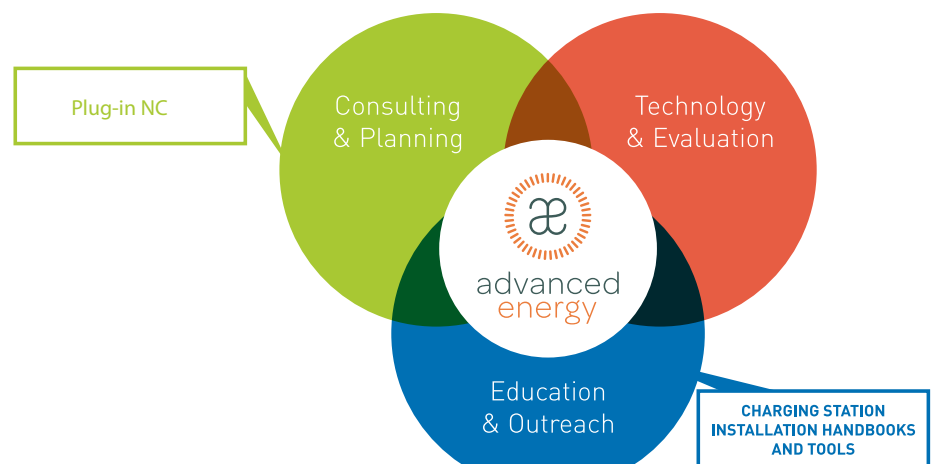 Plug-in NC
Consulting
& Planning
Technology
& Evaluation
æ
advanced
energy
Education
& Outreach
CHARGING STATION
INSTALLATION HANDBOOKS
AND TOOLS